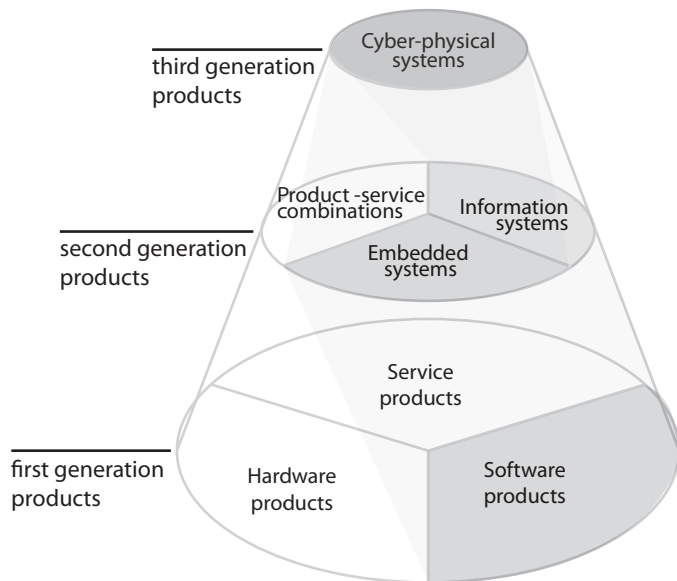 Cyber-physical
systems
third generation
products
Product -service
combinations
Information
systems
Embedded
systems
second generation
products
Service
products
first generation
products
Hardware
products
Software
products